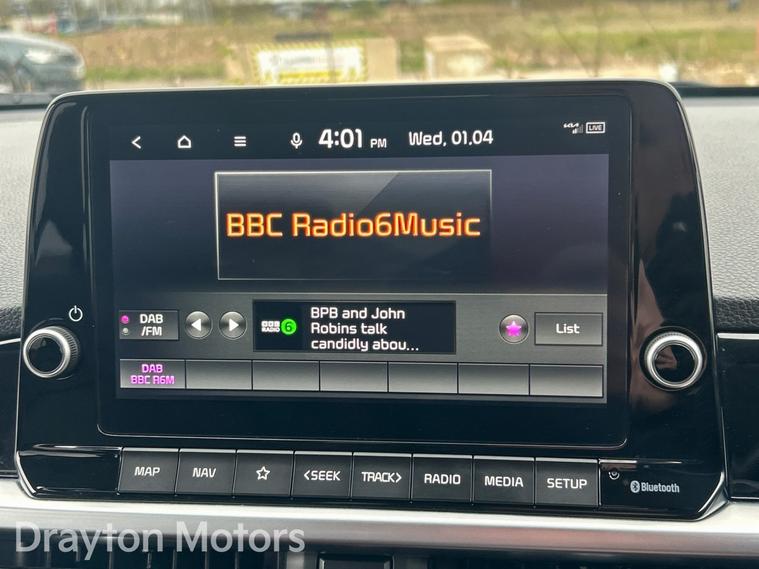 4:01 PM Wed, 01.04
KIA LIVE
BBC Radio6Music
DAB
/FM
BBC
RADIO 6
BPB and John
Robins talk
candidly abou...
List
DAB
BBC R6M
MAP NAV <SEEK TRACK> RADIO MEDIA SETUP
Bluetooth
Drayton Motors